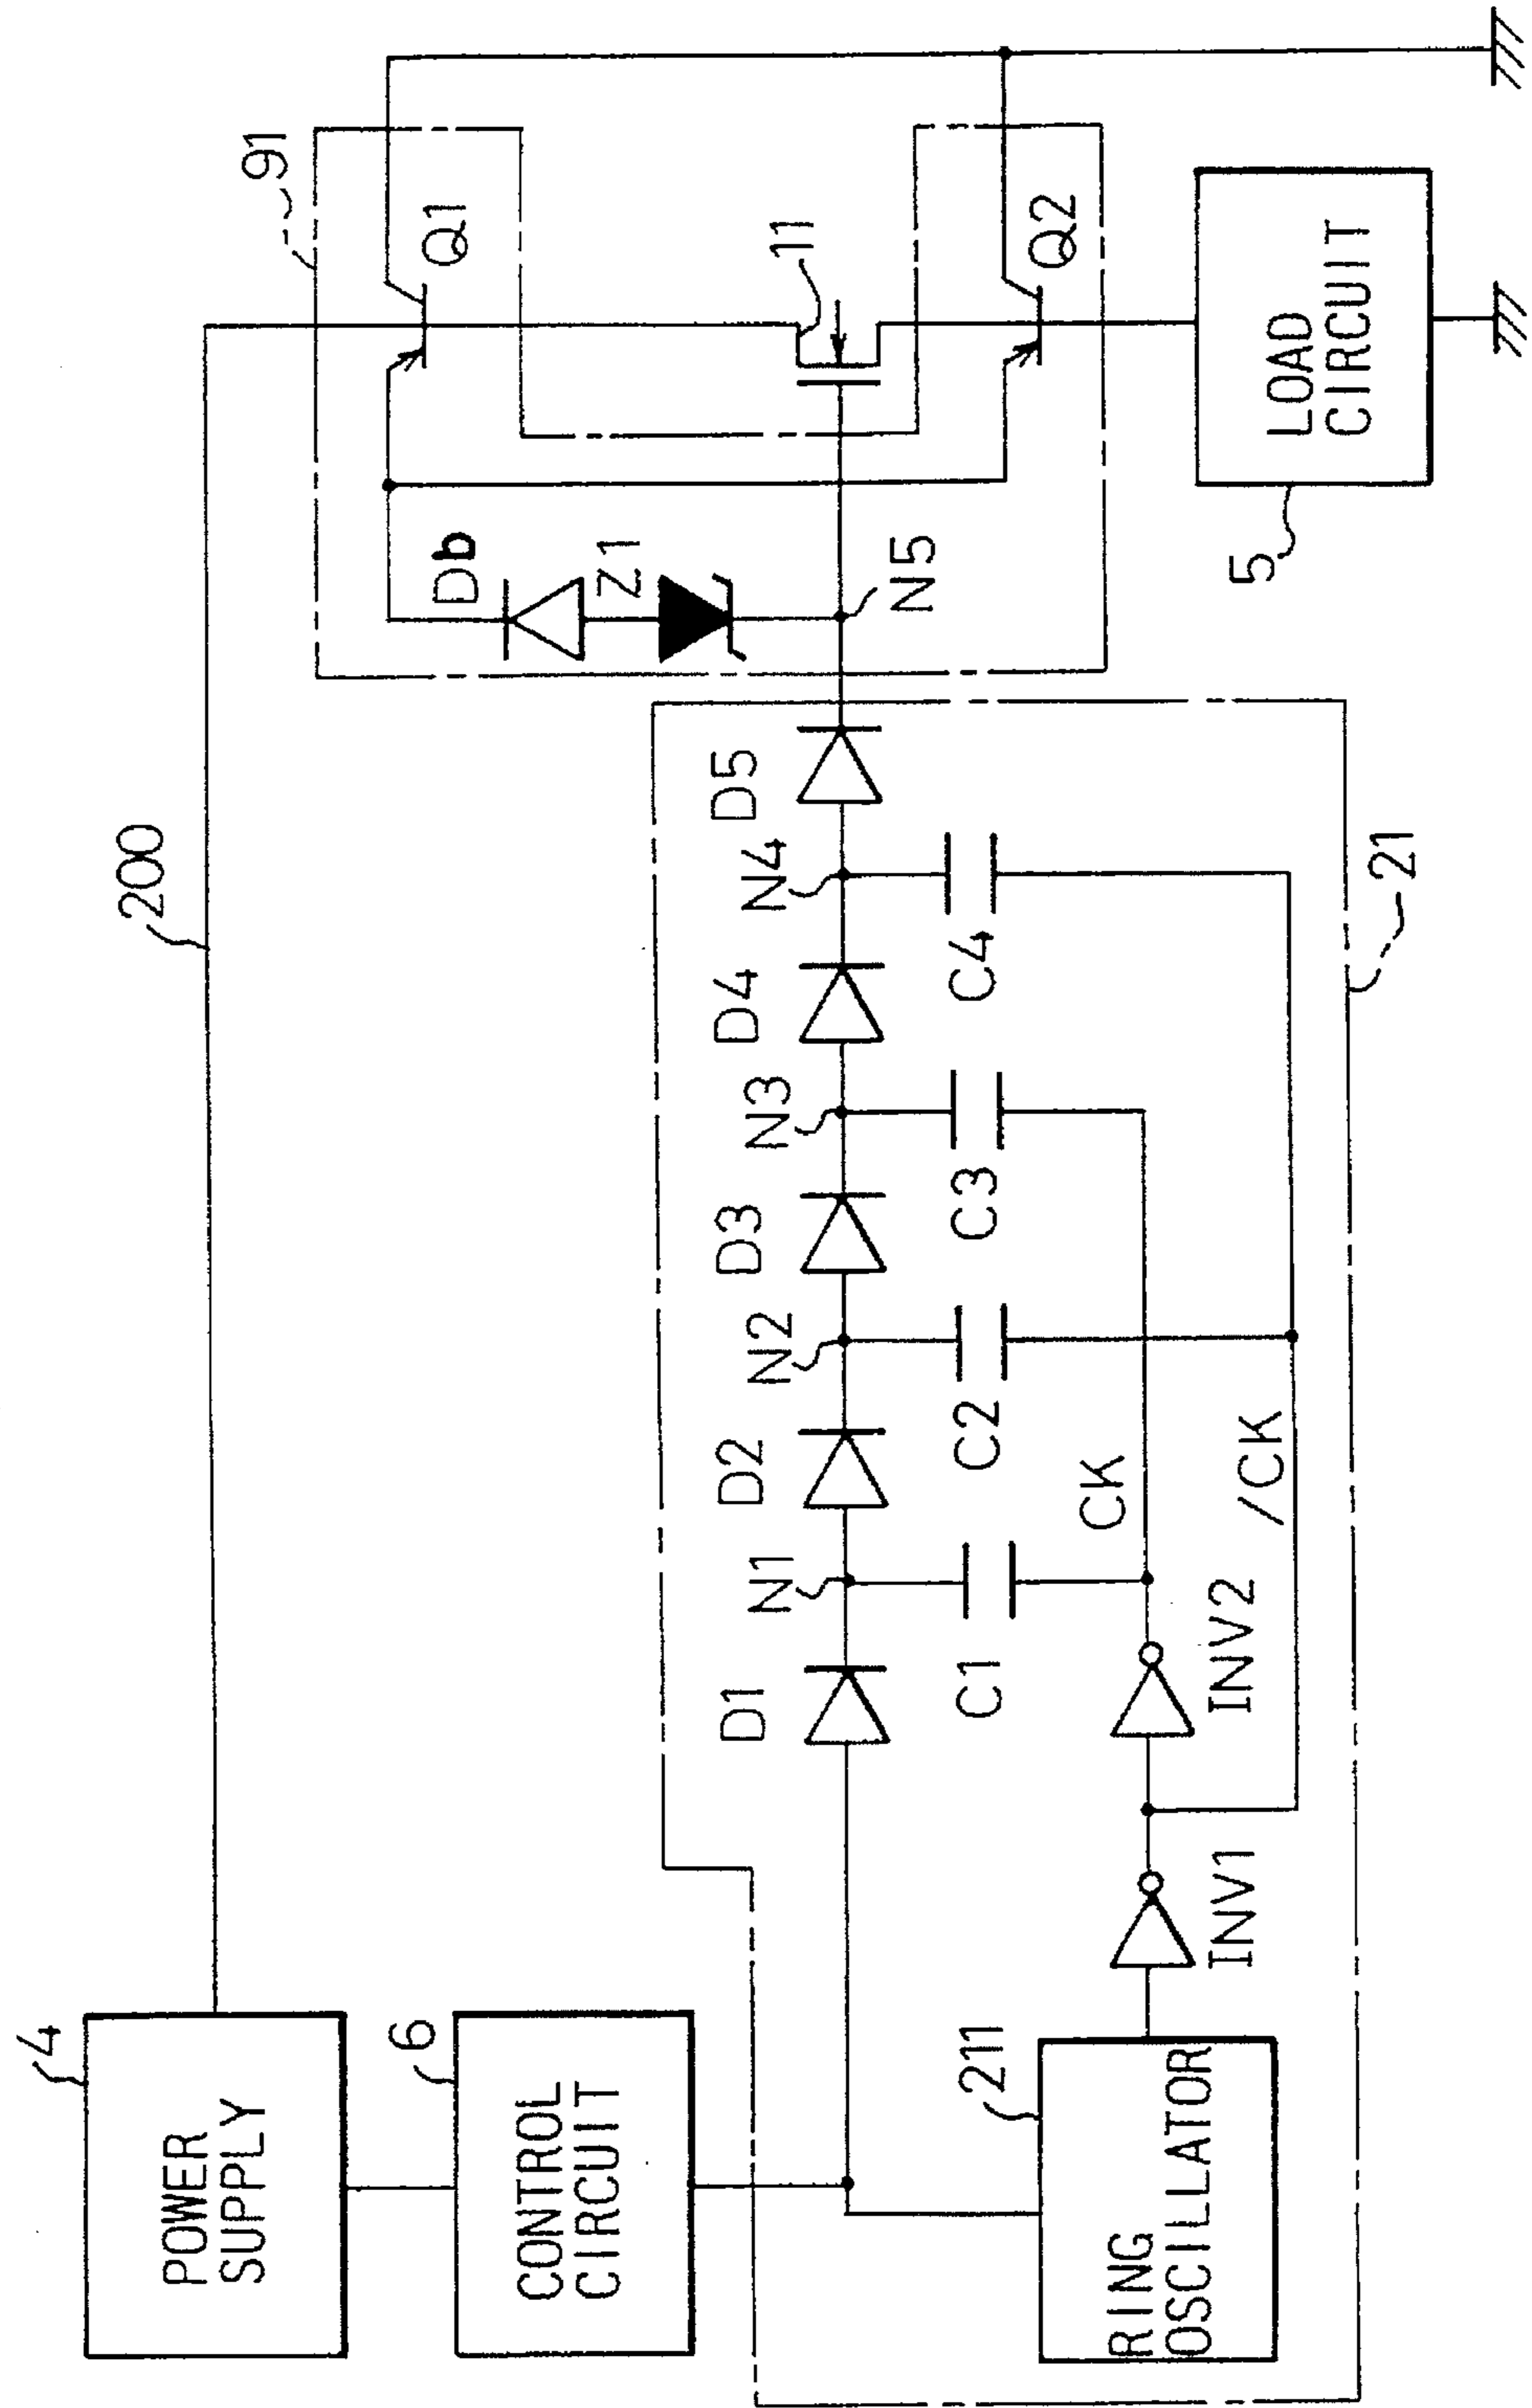 4
POWER
SUPPLY
200
6
CONTROL
CIRCUIT
91
Q1
Db
Z1
11
N5
Q2
LOAD
CIRCUIT
5
D1
N1
D2
N2
D3
N3
D4
N4
D5
C1
C2
C3
C4
CK
/CK
211
RING
OSCILLATOR
INV1
INV2
21